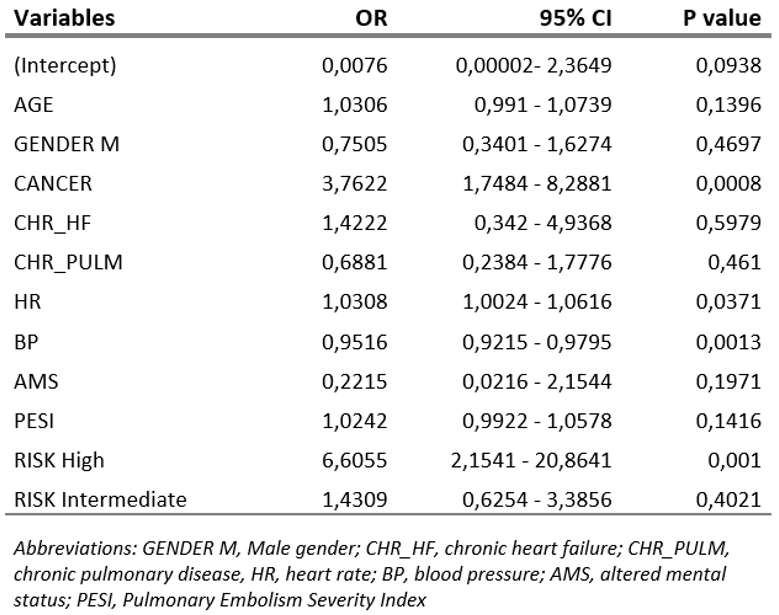 Variables OR 95% CI P value
(Intercept) 0,0076 0,00002- 2,3649 0,0938
AGE 1,0306 0,991 - 1,0739 0,1396
GENDER M 0,7505 0,3401 - 1,6274 0,4697
CANCER 3,7622 1,7484 - 8,2881 0,0008
CHR_HF 1,4222 0,342 - 4,9368 0,5979
CHR_PULM 0,6881 0,2384 - 1,7776 0,461
HR 1,0308 1,0024 - 1,0616 0,0371
BP 0,9516 0,9215 - 0,9795 0,0013
AMS 0,2215 0,0216 - 2,1544 0,1971
PESI 1,0242 0,9922 - 1,0578 0,1416
RISK High 6,6055 2,1541 - 20,8641 0,001
RISK Intermediate 1,4309 0,6254 - 3,3856 0,4021
Abbreviations: GENDER M, Male gender; CHR_HF, chronic heart failure; CHR_PULM,
chronic pulmonary disease, HR, heart rate; BP, blood pressure; AMS, altered mental
status; PESI, Pulmonary Embolism Severity Index